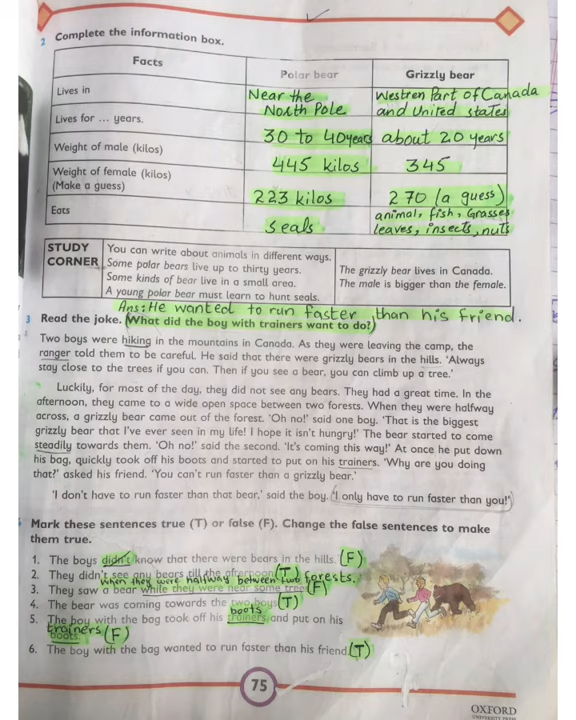 2 Complete the information box.
Facts Polar bear Grizzly bear
Lives in Near the North Pole Westren Part of Canada and United states
Lives for ... years. 30 to 40 years about 20 years
Weight of male (kilos) 445 kilos 345
Weight of female (kilos) (Make a guess) 223 kilos 270 (a guess)
Eats seals animal, fish, Grasses leaves, insects, nuts
STUDY CORNER
You can write about animals in different ways.
Some polar bears live up to thirty years.
Some kinds of bear live in a small area.
A young polar bear must learn to hunt seals.
The grizzly bear lives in Canada.
The male is bigger than the female.
Ans: He wanted to run faster than his friend.
3 Read the joke. (What did the boy with trainers want to do?)
Two boys were hiking in the mountains in Canada. As they were leaving the camp, the
ranger told them to be careful. He said that there were grizzly bears in the hills. 'Always
stay close to the trees if you can. Then if you see a bear, you can climb up a tree.'
Luckily, for most of the day, they did not see any bears. They had a great time. In the
afternoon, they came to a wide open space between two forests. When they were halfway
across, a grizzly bear came out of the forest. 'Oh no!' said one boy. 'That is the biggest
grizzly bear that I've ever seen in my life! I hope it isn't hungry!' The bear started to come
steadily towards them. 'Oh no!' said the second. 'It's coming this way!' At once he put down
his bag, quickly took off his boots and started to put on his trainers. 'Why are you doing
that?' asked his friend. 'You can't run faster than a grizzly bear.'
'I don't have to run faster than that bear,' said the boy. 'I only have to run faster than you!'
Mark these sentences true (T) or false (F). Change the false sentences to make
them true.
1. The boys didn't know that there were bears in the hills. (F)
2. They didn't see any bears till the afternoon (T)
when they were halfway between two forests.
3. They saw a bear while they were near some tree (F)
4. The bear was coming towards the two boys (T)
boots
5. The boy with the bag took off his trainers and put on his
trainers (F)
boots.
6. The boy with the bag wanted to run faster than his friend. (T)
75
OXFORD
UNIVERSITY PRESS